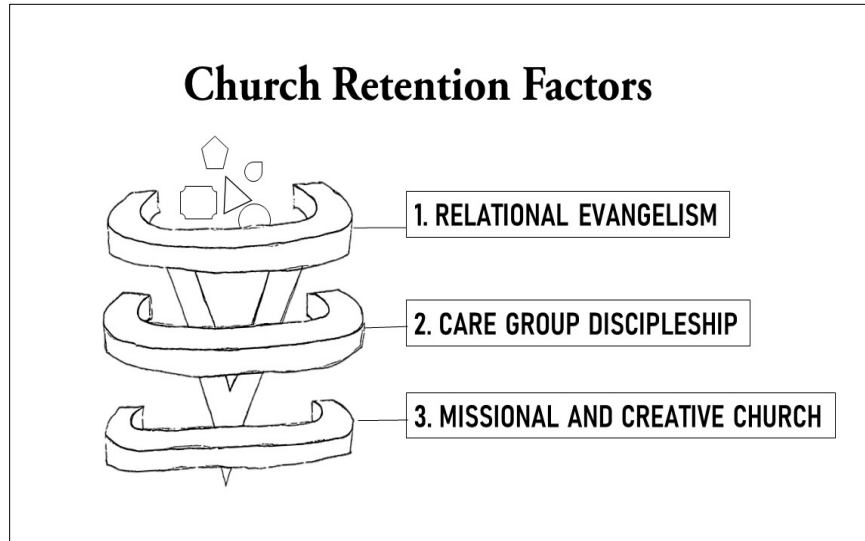 Church Retention Factors
1. RELATIONAL EVANGELISM
2. CARE GROUP DISCIPLESHIP
3. MISSIONAL AND CREATIVE CHURCH